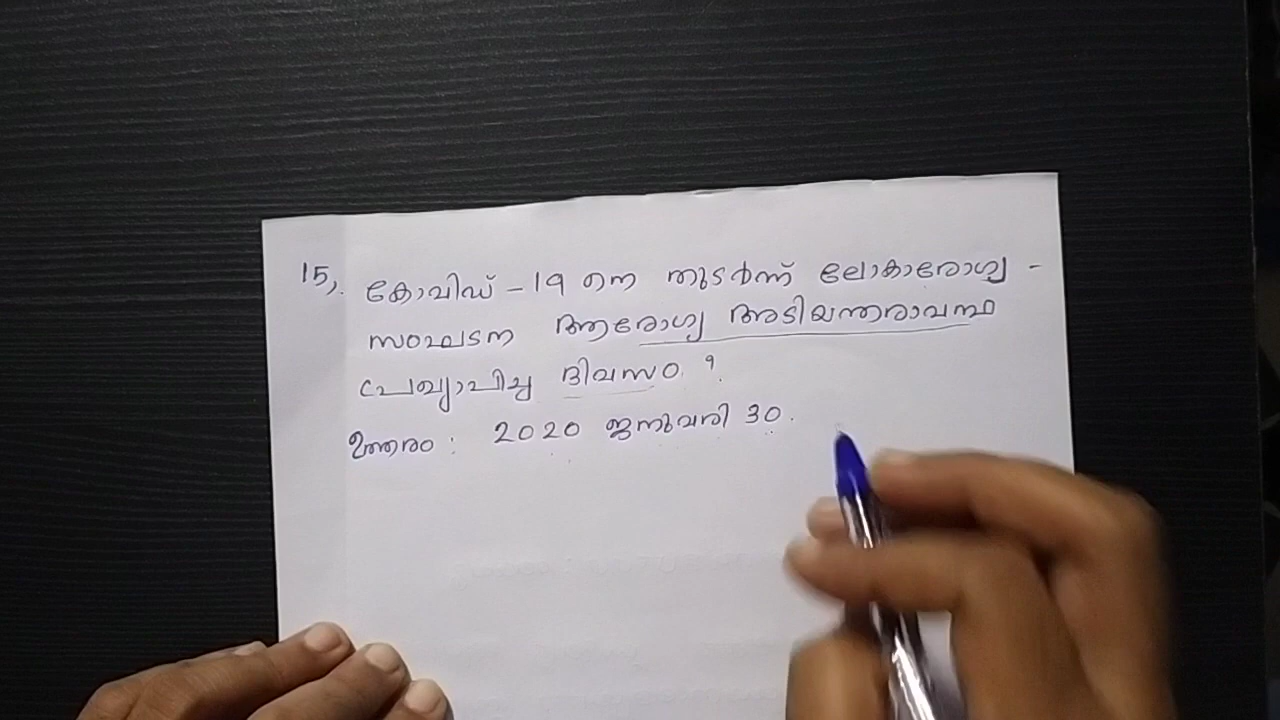 15, കോവിഡ് - 19 നെ തുടർന്ന് ലോകാരോഗ്യ -
സംഘടന ആരോഗ്യ അടിയന്തരാവസ്ഥ
പ്രഖ്യാപിച്ച ദിവസം ?
ഉത്തരം : 2020 ജനുവരി 30.